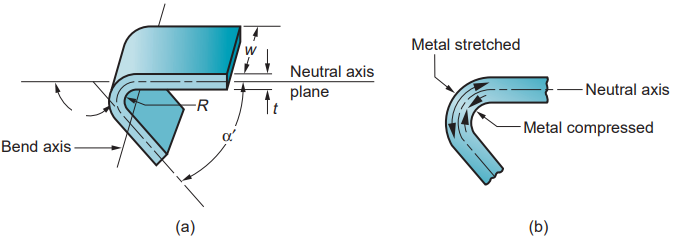 w
Neutral axis
plane
R
t
α′
Bend axis
(a)
Metal stretched
Neutral axis
Metal compressed
(b)